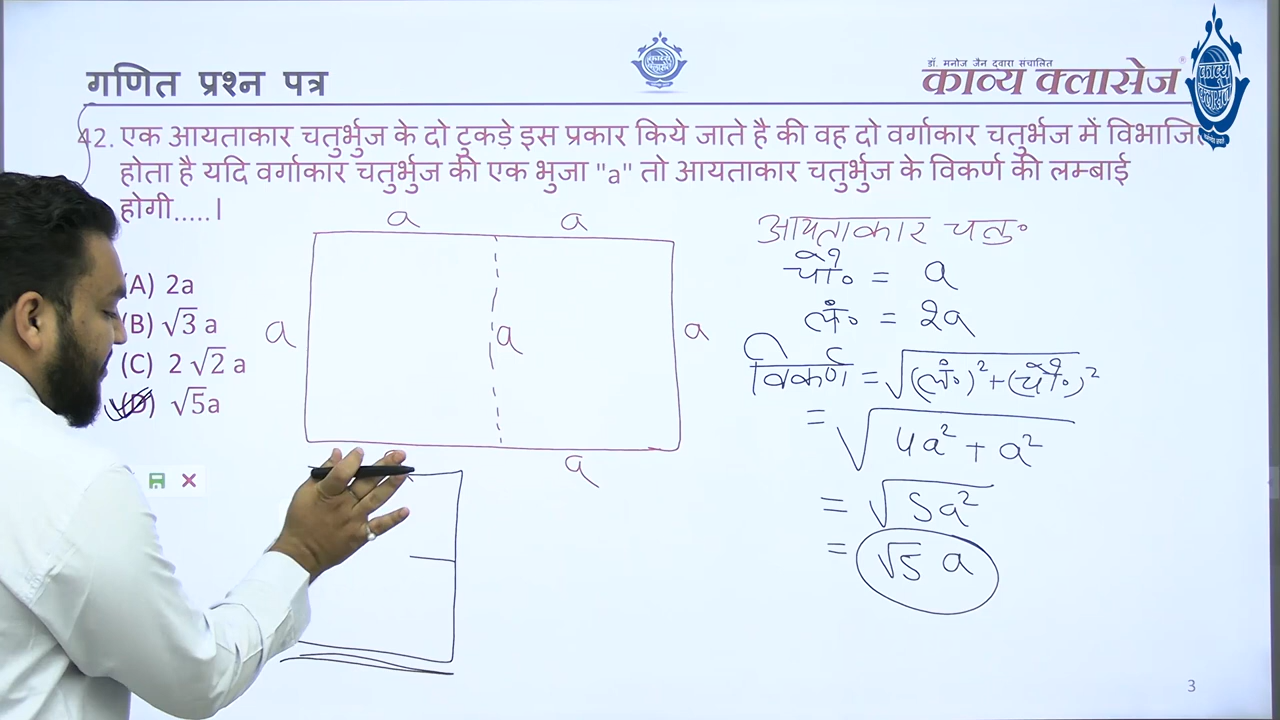 गणित प्रश्न पत्र
डॉ. मनोज जैन द्वारा संचालित
काव्य क्लासेज
काव्य क्लासेज
42. एक आयताकार चतुर्भुज के दो टुकड़े इस प्रकार किये जाते है की वह दो वर्गाकार चतुर्भुज में
होता है यदि वर्गाकार चतुर्भुज की एक भुजा "a" तो आयताकार चतुर्भुज के विकर्ण की लम्बाई
होगी.....।
(A) 2a
(B) √3 a
(C) 2 √2 a
(D) √5a
a a
a a a
a
आयताकार चतु०
चौ० = a
लं० = 2a
विकर्ण = √(लं०)² + (चौ०)²
= √4a² + a²
= √5a²
= √5 a
3